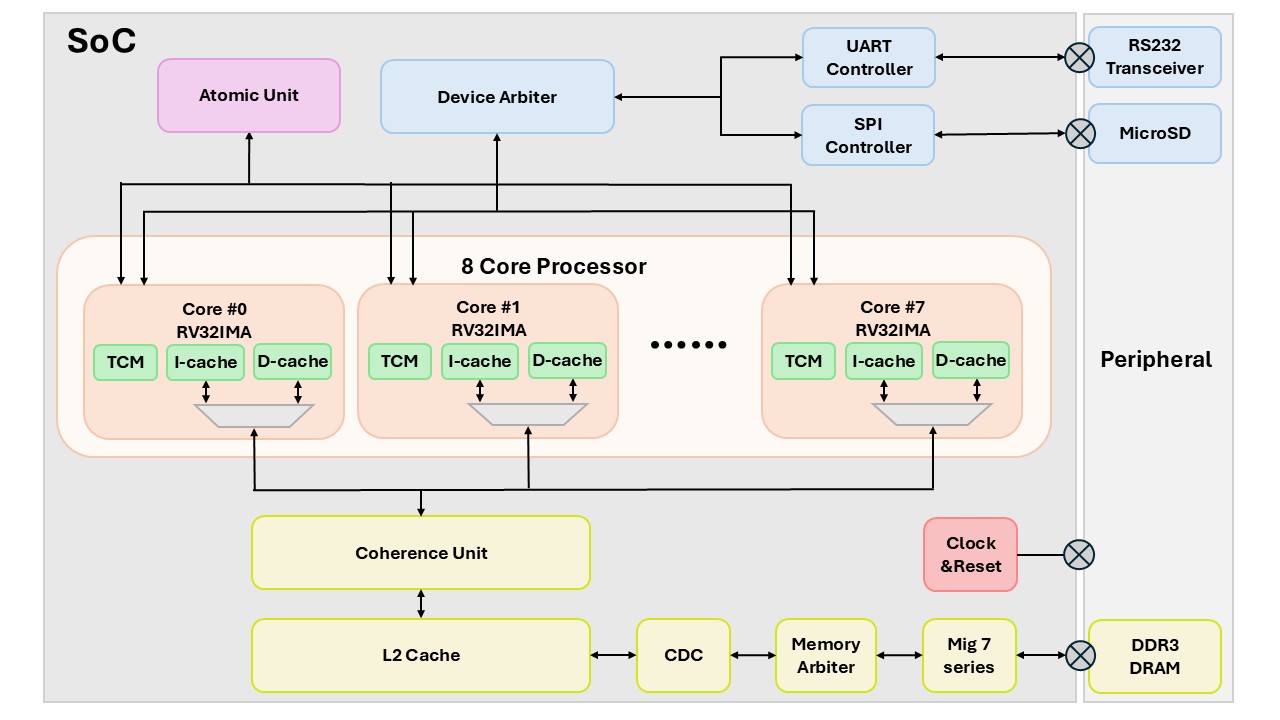 SoC
Atomic Unit
Device Arbiter
UART
Controller
RS232
Transceiver
SPI
Controller
MicroSD
8 Core Processor
Core #0
RV32IMA
TCM
I-cache
D-cache
Core #1
RV32IMA
TCM
I-cache
D-cache
Core #7
RV32IMA
TCM
I-cache
D-cache
Peripheral
Coherence Unit
Clock
&Reset
L2 Cache
CDC
Memory
Arbiter
Mig 7
series
DDR3
DRAM